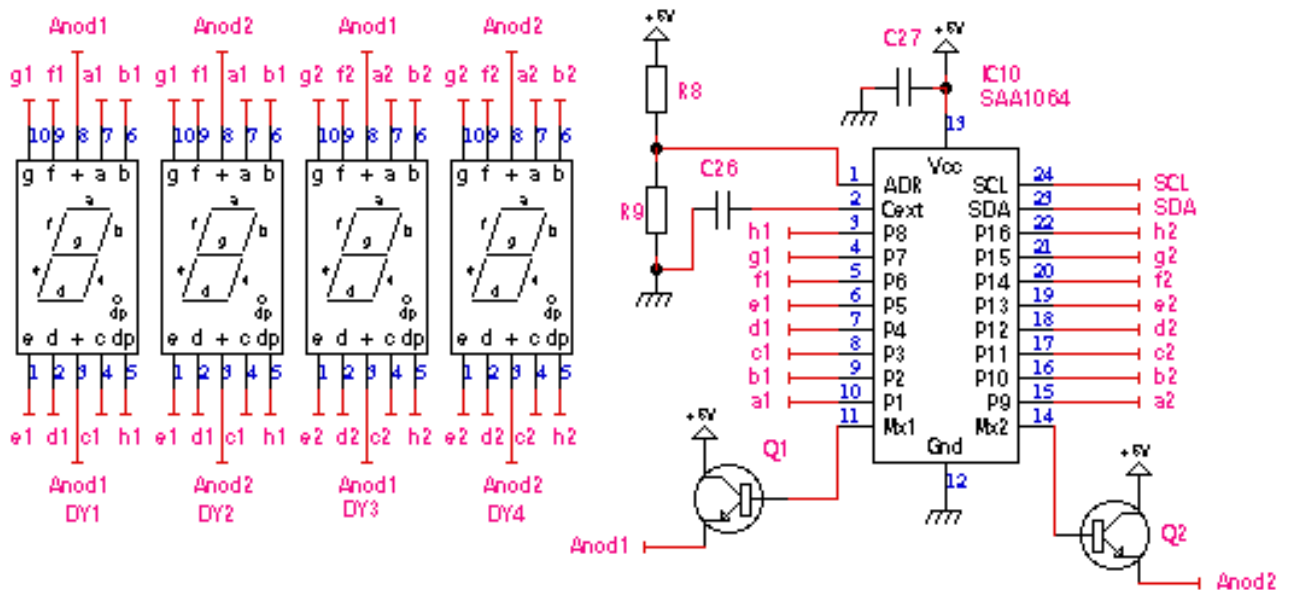 Anod1 Anod2 Anod1 Anod2
g1 f1 a1 b1 g1 f1 a1 b1 g2 f2 a2 b2 g2 f2 a2 b2
10 9 8 7 6 10 9 8 7 6 10 9 8 7 6 10 9 8 7 6
g f + a b g f + a b g f + a b g f + a b
a a a a
f b f b f b f b
g g g g
e c e c e c e c
d d d d
dp dp dp dp
e d + c dp e d + c dp e d + c dp e d + c dp
1 2 3 4 5 1 2 3 4 5 1 2 3 4 5 1 2 3 4 5
e1 d1 c1 h1 e1 d1 c1 h1 e2 d2 c2 h2 e2 d2 c2 h2
Anod1 Anod2 Anod1 Anod2
DY1 DY2 DY3 DY4
+5V
R8
R9
C26
C27
+5V
IC10
SAA1064
13
Vcc
1 ADR SCL 24 SCL
2 Cext SDA 23 SDA
h1 3 P8 P16 22 h2
g1 4 P7 P15 21 g2
f1 5 P6 P14 20 f2
e1 6 P5 P13 19 e2
d1 7 P4 P12 18 d2
c1 8 P3 P11 17 c2
b1 9 P2 P10 16 b2
a1 10 P1 P9 15 a2
11 Mx1 Mx2 14
Gnd
12
+5V
Q1
Anod1
+5V
Q2
Anod2